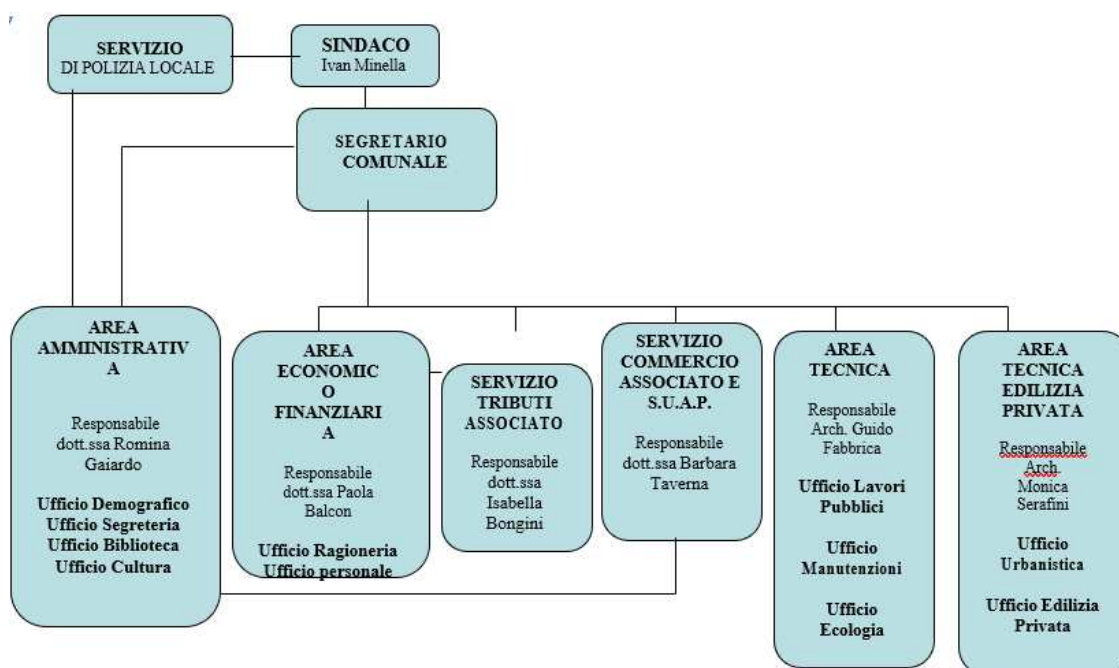 SERVIZIO
DI POLIZIA LOCALE
SINDACO
Ivan Minella
SEGRETARIO
COMUNALE
AREA
AMMINISTRATIV
A
Responsabile
dott.ssa Romina
Gaiardo
Ufficio Demografico
Ufficio Segreteria
Ufficio Biblioteca
Ufficio Cultura
AREA
ECONOMIC
O
FINANZIARI
A
Responsabile
dott.ssa Paola
Balcon
Ufficio Ragioneria
Ufficio personale
SERVIZIO
TRIBUTI
ASSOCIATO
Responsabile
dott.ssa
Isabella
Bongini
SERVIZIO
COMMERCIO
ASSOCIATO E
S.U.A.P.
Responsabile
dott.ssa Barbara
Taverna
AREA
TECNICA
Responsabile
Arch. Guido
Fabbrica
Ufficio Lavori
Pubblici
Ufficio
Manutenzioni
Ufficio
Ecologia
AREA
TECNICA
EDILIZIA
PRIVATA
Responsabile
Arch.
Monica
Serafini
Ufficio
Urbanistica
Ufficio Edilizia
Privata